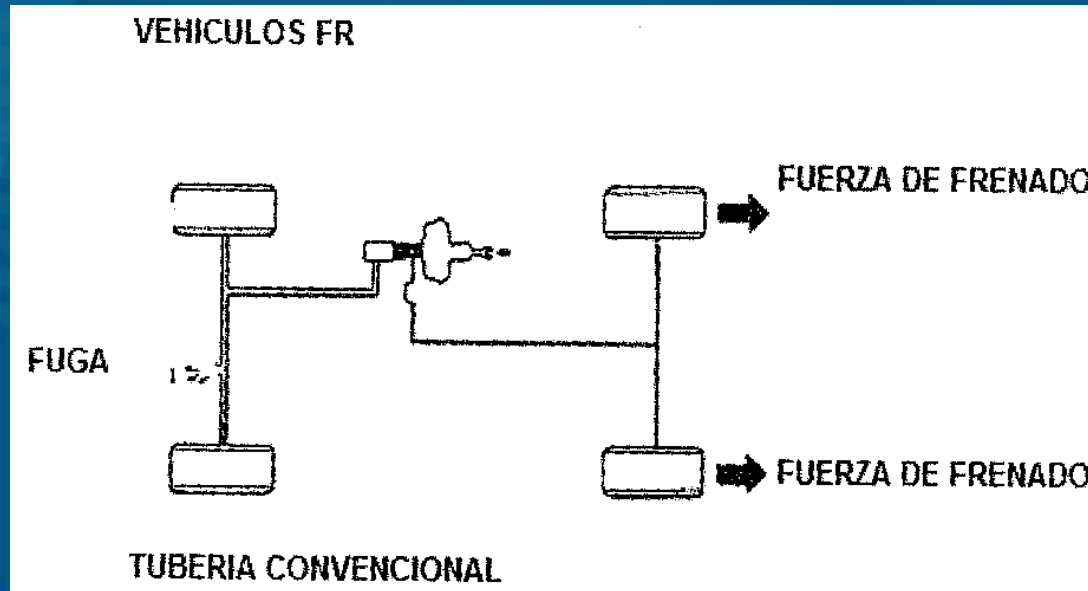 VEHICULOS FR
FUERZA DE FRENADO
FUGA
FUERZA DE FRENADO
TUBERIA CONVENCIONAL